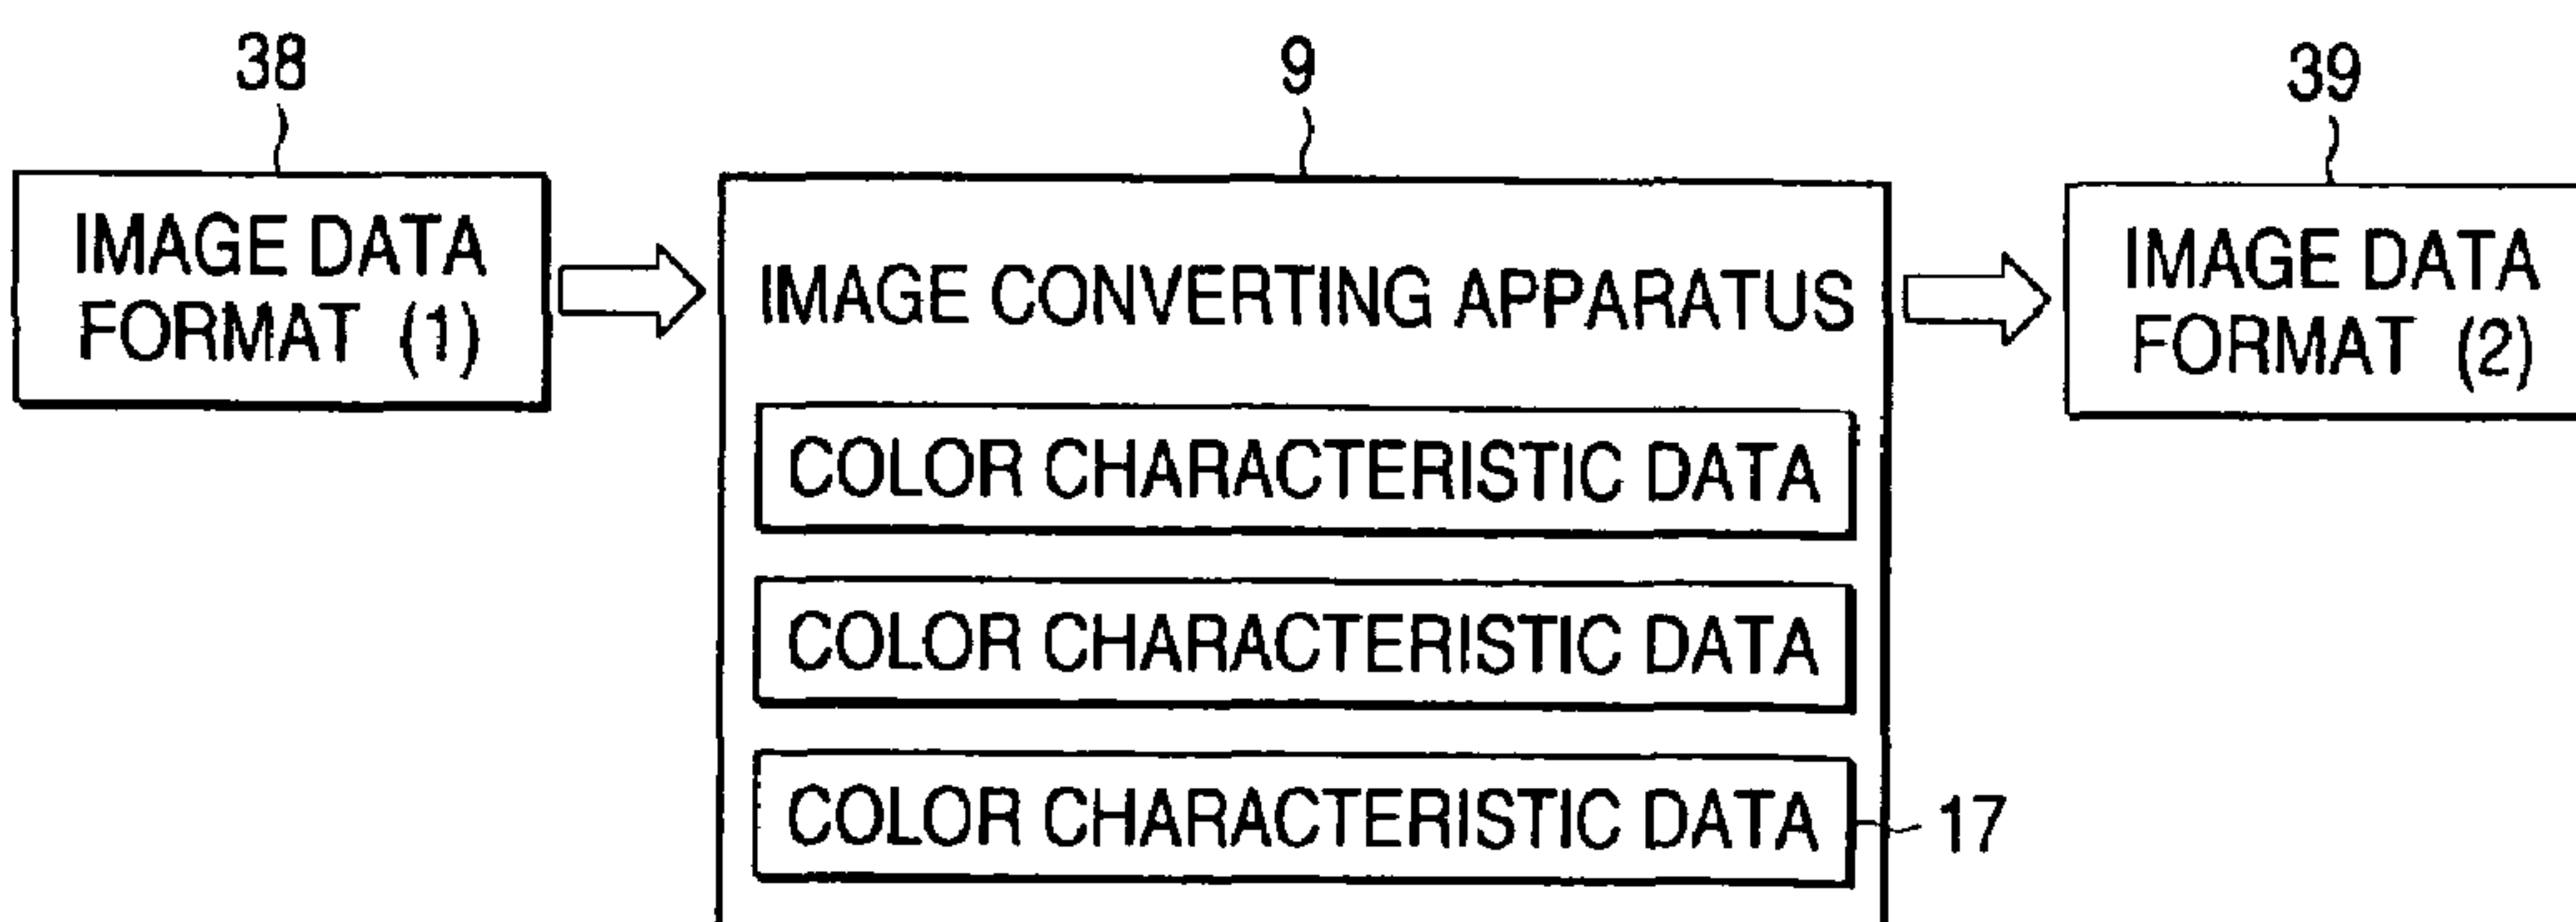 38
9
39
IMAGE DATA
FORMAT (1)
IMAGE CONVERTING APPARATUS
IMAGE DATA
FORMAT (2)
COLOR CHARACTERISTIC DATA
COLOR CHARACTERISTIC DATA
COLOR CHARACTERISTIC DATA
17